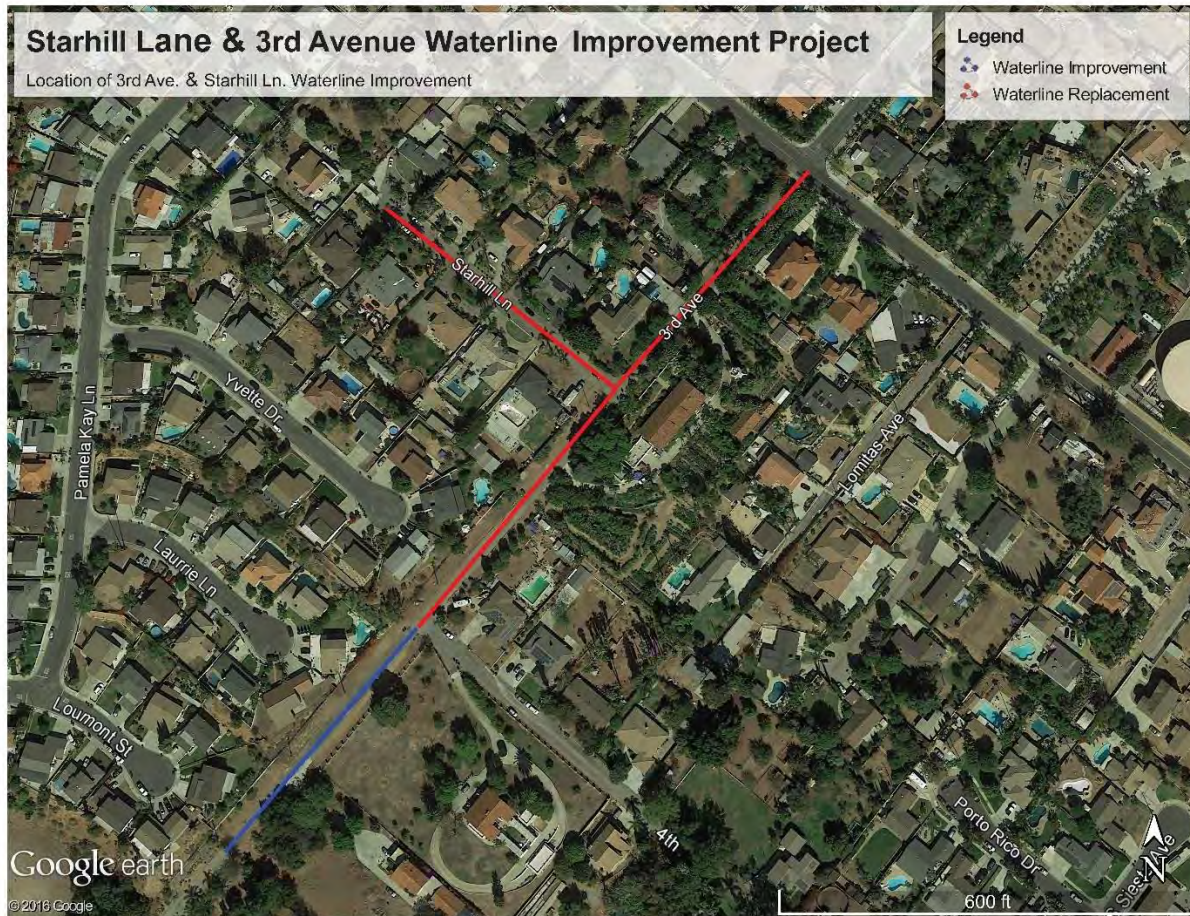 Starhill Lane & 3rd Avenue Waterline Improvement Project
Location of 3rd Ave. & Starhill Ln. Waterline Improvement
Legend
Waterline Improvement
Waterline Replacement
Starhill Ln
3rd Ave
Yvette Dr
Pamela Kay Ln
Lomitas Ave
Laurrie Ln
Loumont St
4th
Porto Rico Dr
Ave
Google earth
© 2016 Google
N
600 ft